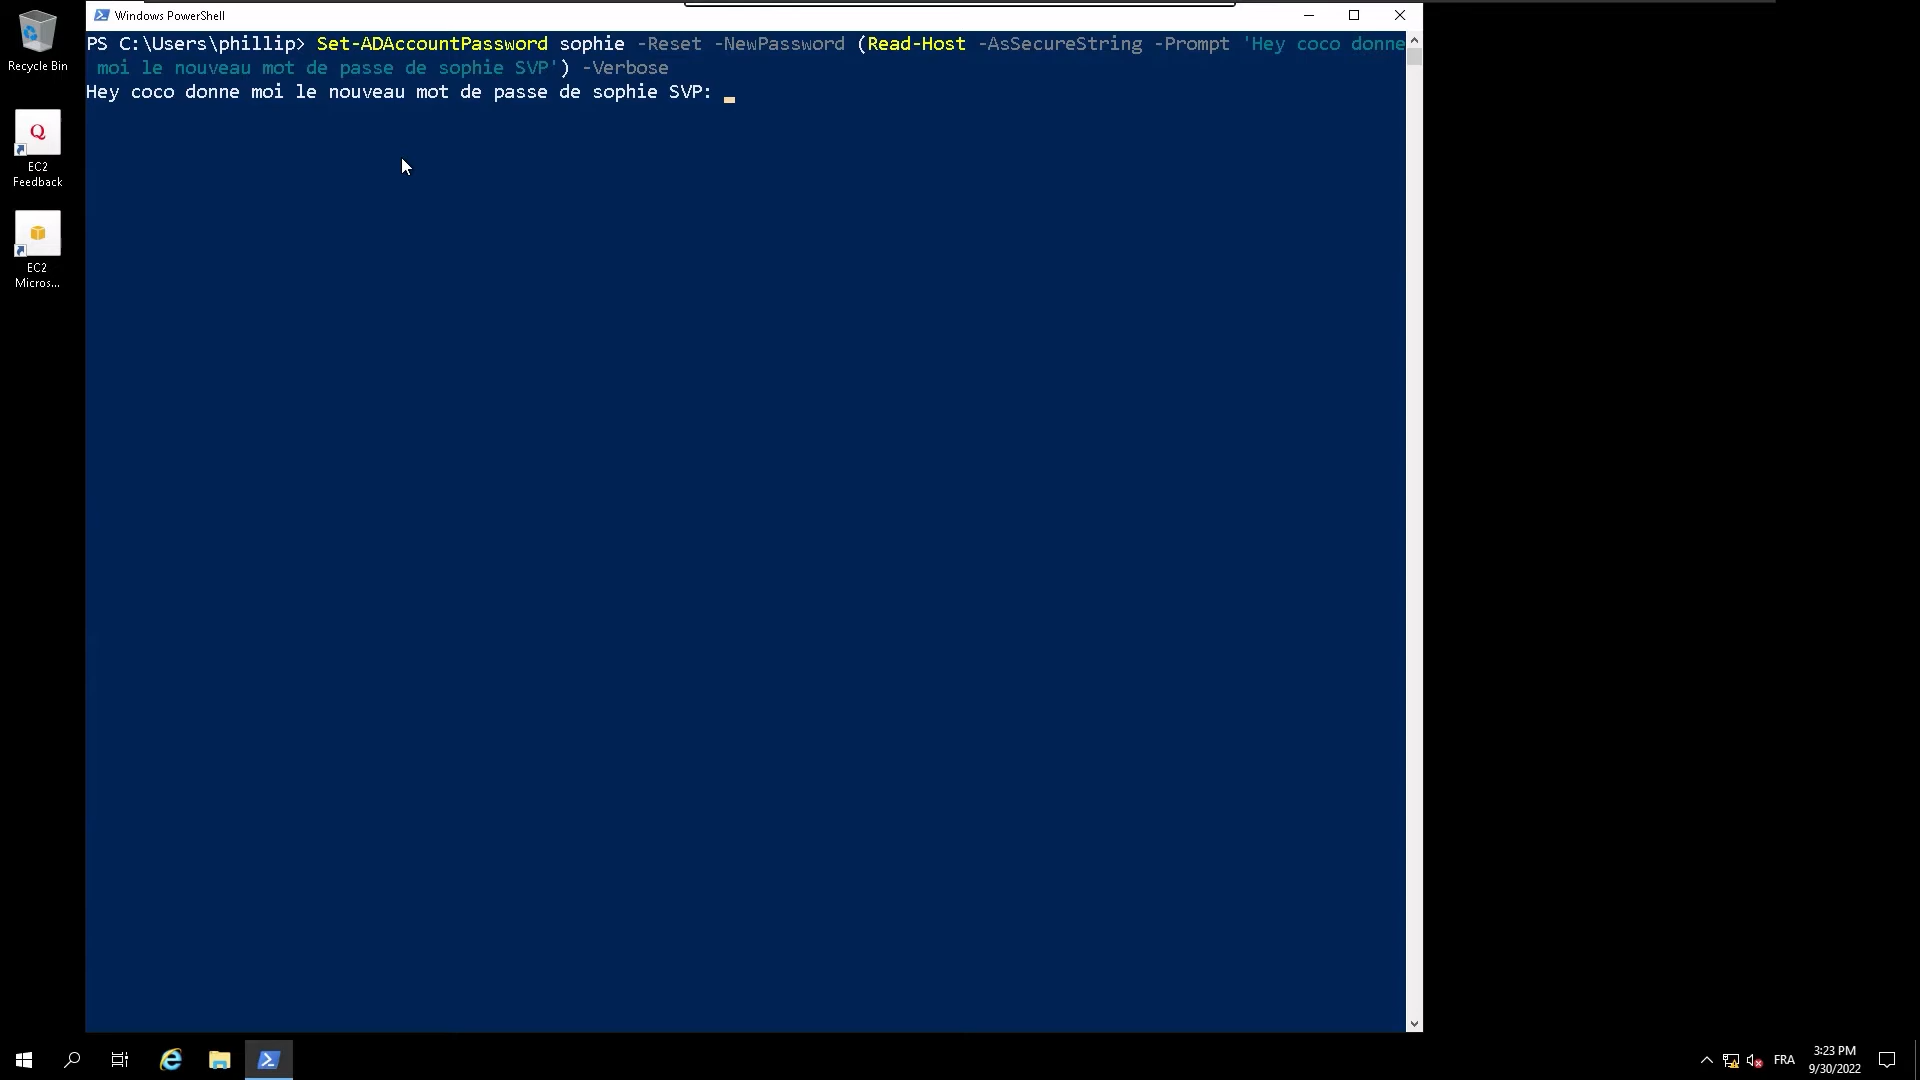 Windows PowerShell
PS C:\Users\phillip> Set-ADAccountPassword sophie -Reset -NewPassword (Read-Host -AsSecureString -Prompt 'Hey coco donne
moi le nouveau mot de passe de sophie SVP') -Verbose
Hey coco donne moi le nouveau mot de passe de sophie SVP:
Recycle Bin
Q
EC2
Feedback
EC2
Micros...
FRA
3:23 PM
9/30/2022